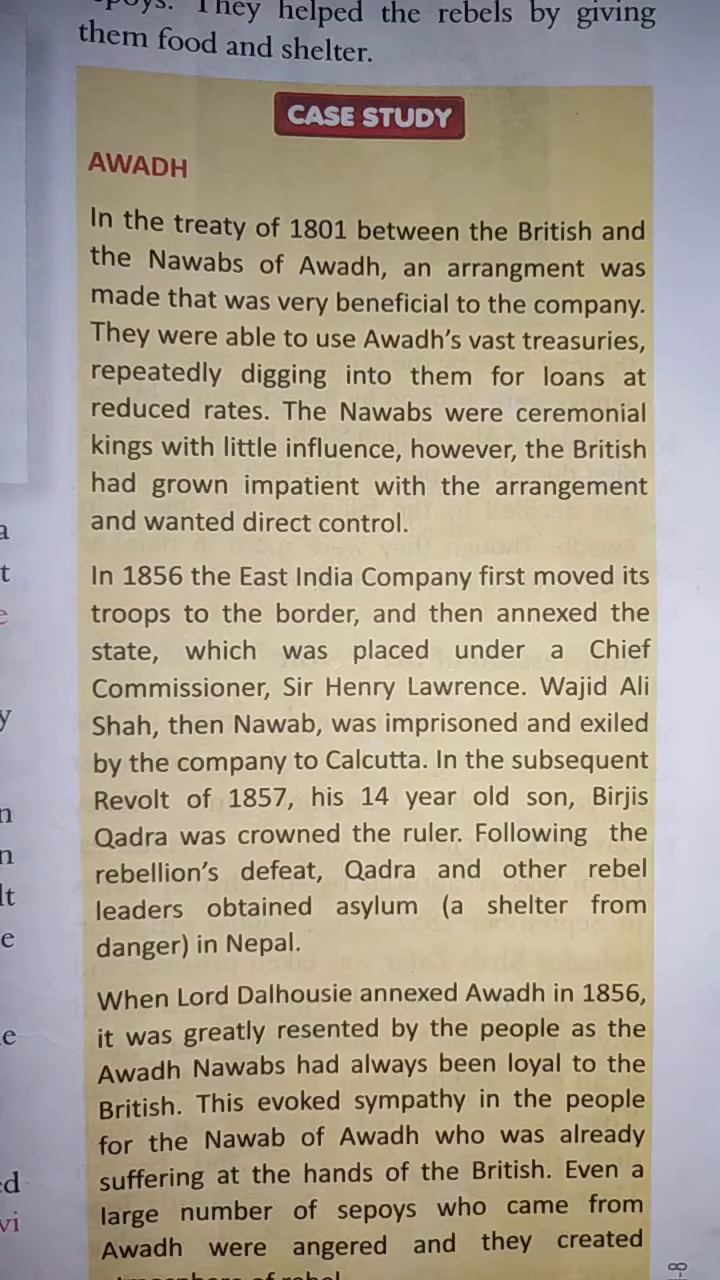 They helped the rebels by giving
them food and shelter.
CASE STUDY
AWADH
In the treaty of 1801 between the British and
the Nawabs of Awadh, an arrangment was
made that was very beneficial to the company.
They were able to use Awadh's vast treasuries,
repeatedly digging into them for loans at
reduced rates. The Nawabs were ceremonial
kings with little influence, however, the British
had grown impatient with the arrangement
and wanted direct control.
In 1856 the East India Company first moved its
troops to the border, and then annexed the
state, which was placed under a Chief
Commissioner, Sir Henry Lawrence. Wajid Ali
Shah, then Nawab, was imprisoned and exiled
by the company to Calcutta. In the subsequent
Revolt of 1857, his 14 year old son, Birjis
Qadra was crowned the ruler. Following the
rebellion's defeat, Qadra and other rebel
leaders obtained asylum (a shelter from
danger) in Nepal.
When Lord Dalhousie annexed Awadh in 1856,
it was greatly resented by the people as the
Awadh Nawabs had always been loyal to the
British. This evoked sympathy in the people
for the Nawab of Awadh who was already
suffering at the hands of the British. Even a
large number of sepoys who came from
Awadh were angered and they created